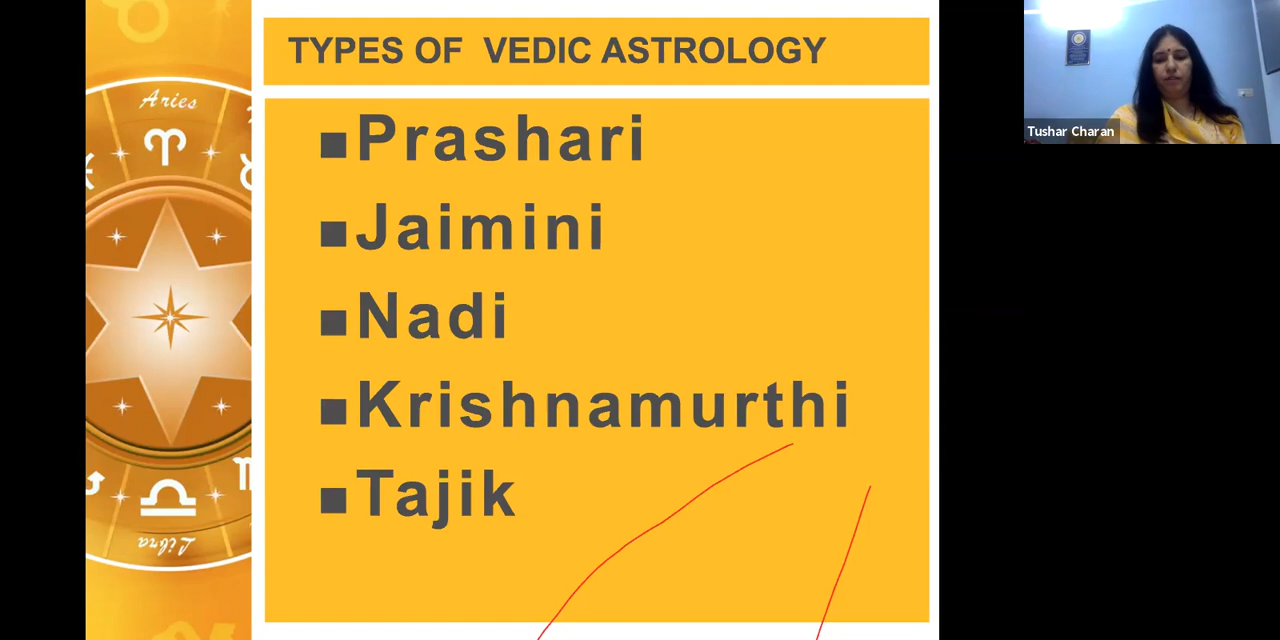 TYPES OF VEDIC ASTROLOGY
Prashari
Jaimini
Nadi
Krishnamurthi
Tajik
Aries
Libra
Tushar Charan